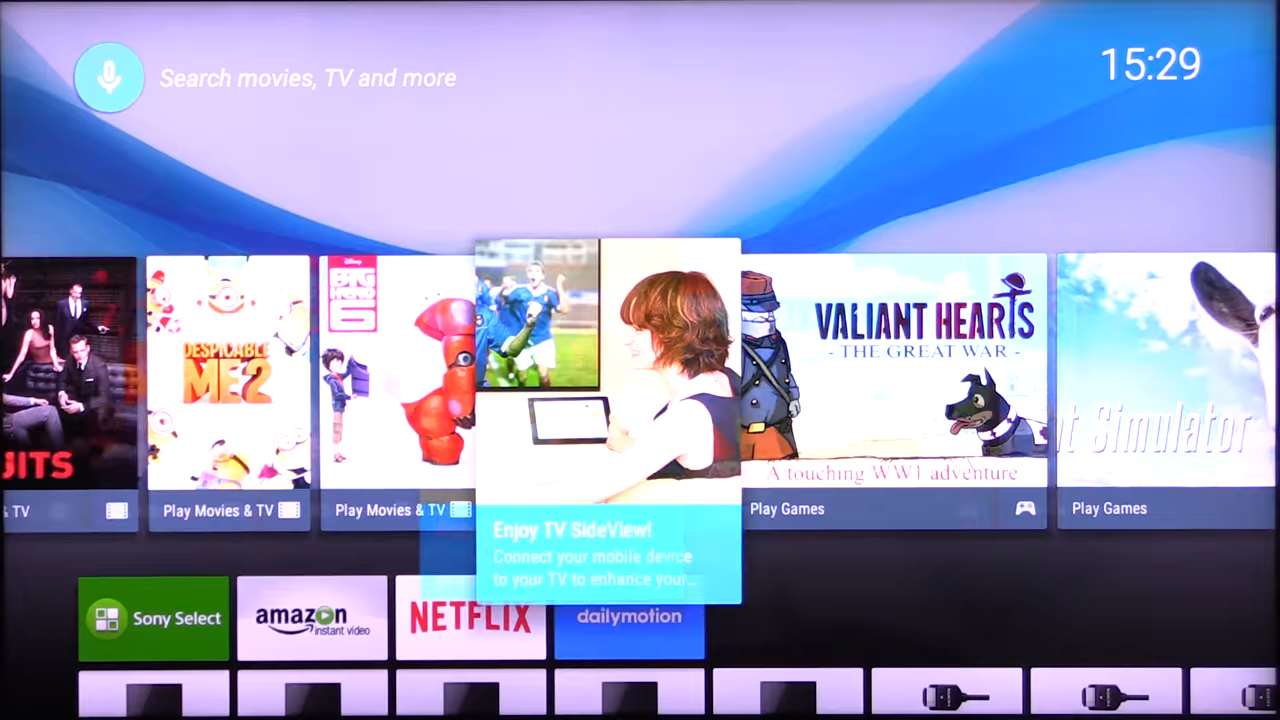 Search movies, TV and more
15:29
JITS
DESPICABLE
ME2
Disney
BIG
6
VALIANT HEARTS
- THE GREAT WAR -
A touching WW1 adventure
t Simulator
& TV
Play Movies & TV
Play Movies & TV
Play Games
Play Games
Enjoy TV SideView!
Connect your mobile device
to your TV to enhance your...
Sony Select
amazon
instant video
NETFLIX
dailymotion